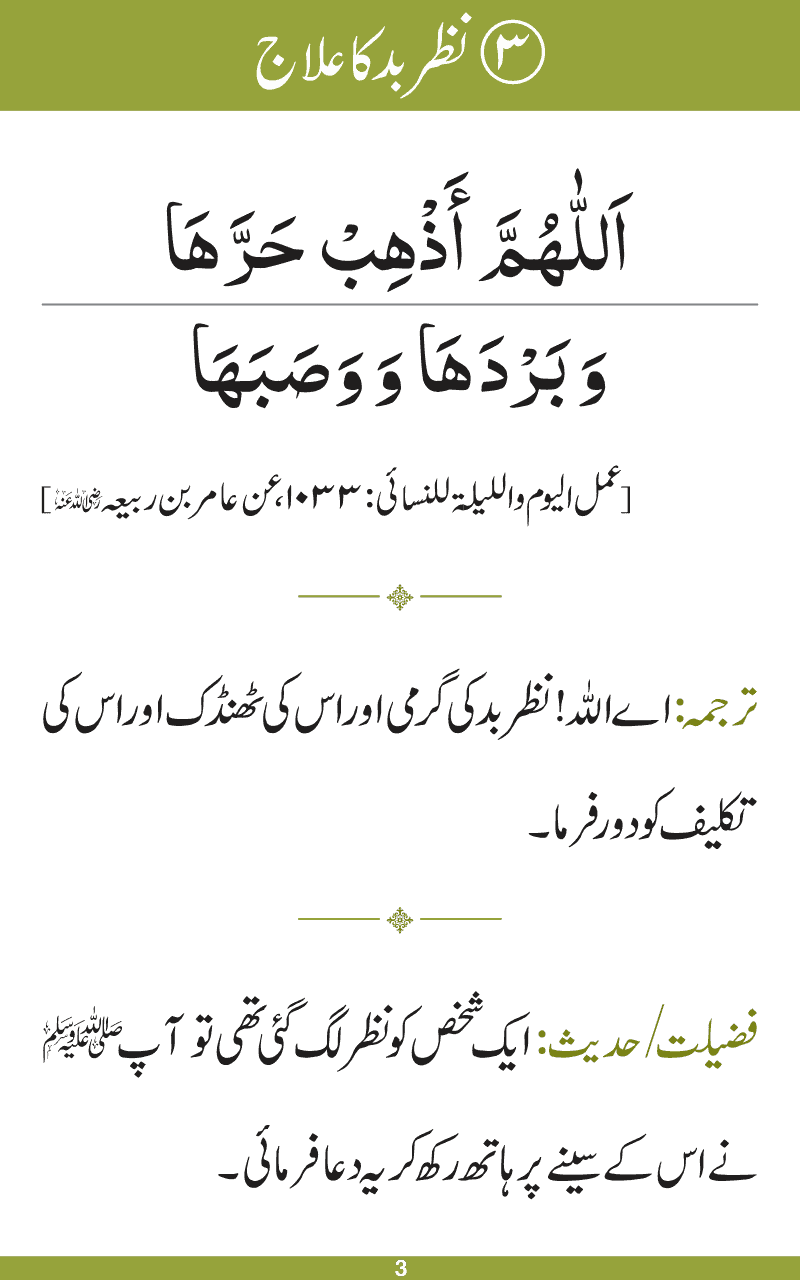 ۳ نظر بد کا علاج
اَللّٰهُمَّ أَذْهِبْ حَرَّهَا
وَبَرْدَهَا وَوَصَبَهَا
[عمل الیوم واللیلۃ للنسائی: ۱۰۳۳، عن عامر بن ربیعہ رضی اللہ عنہ]
ترجمہ: اے اللہ! نظر بد کی گرمی اور اس کی ٹھنڈک اور اس کی
تکلیف کو دور فرما۔
فضیلت/حدیث: ایک شخص کو نظر لگ گئی تھی تو آپ ﷺ
نے اس کے سینے پر ہاتھ رکھ کر یہ دعا فرمائی۔
3